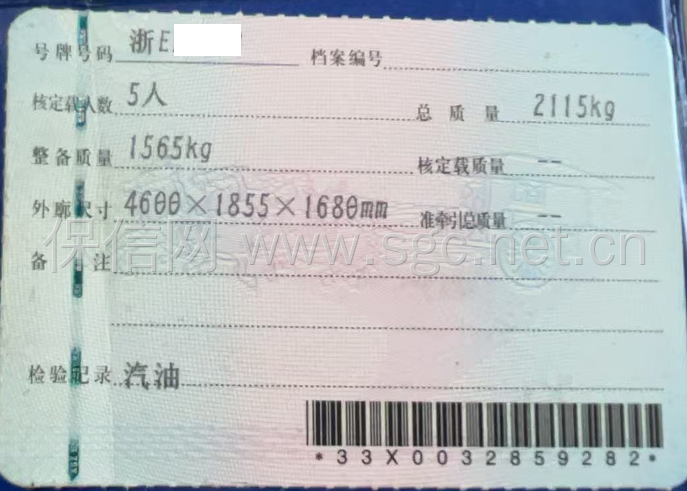 号牌号码 浙E 档案编号
核定载人数 5人 总质量 2115kg
整备质量 1565kg 核定载质量 --
外廓尺寸 4600×1855×1680mm 准牵引总质量 --
保信网 www.sgc.net.cn
备注
检验记录 汽油
*33X0032859282*